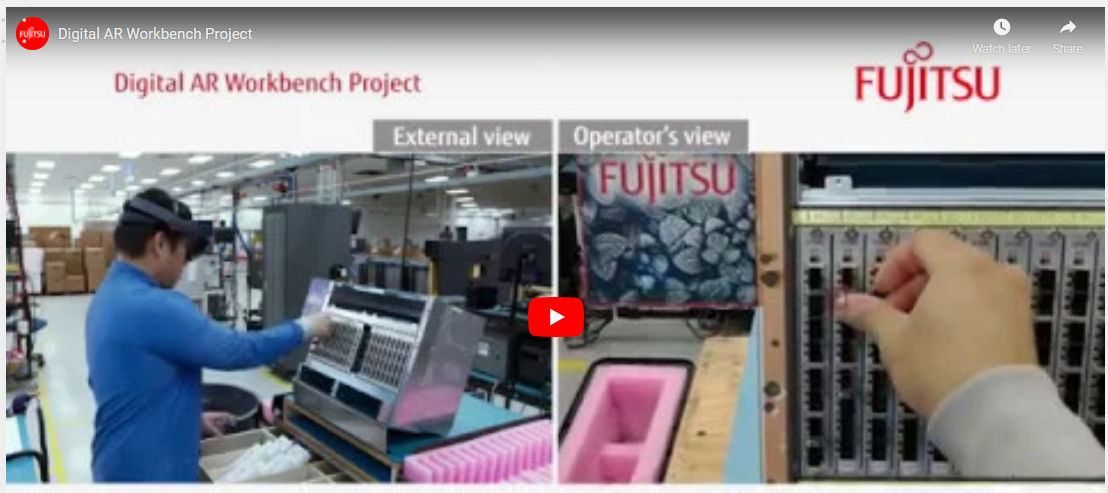 FUJITSU
Digital AR Workbench Project
Watch later
Share
Digital AR Workbench Project
FUJITSU
External view
Operator's view
FUJITSU